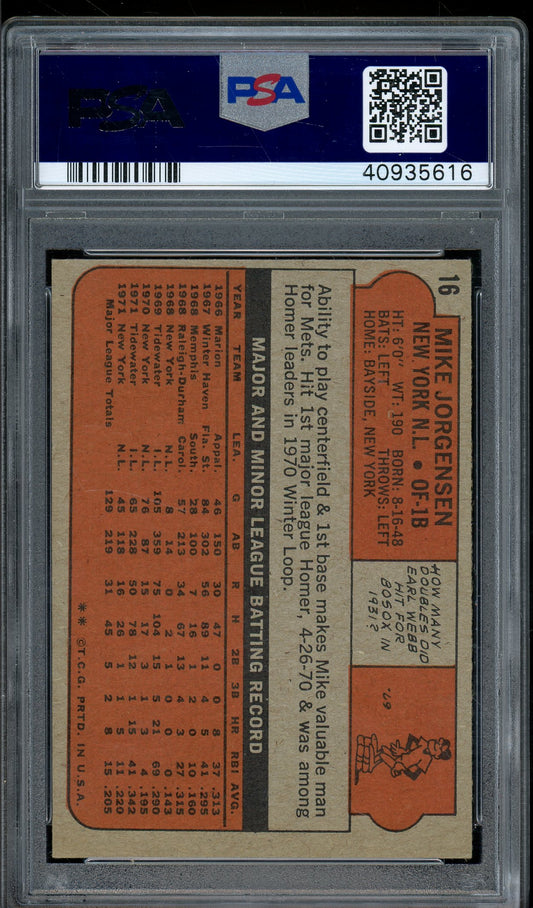 PSA
PSA
40935616
16
MIKE JORGENSEN
NEW YORK N.L. • OF-1B
HT: 6'0" WT: 190 BORN: 8-16-48
BATS: LEFT THROWS: LEFT
HOME: BAYSIDE, NEW YORK
HOW MANY
DOUBLES DID
EARL WEBB
HIT FOR
BOSOX IN
1931?
'67
Ability to play centerfield & 1st base makes Mike valuable man
for Mets. Hit 1st major league Homer, 4-26-70 & was among
Homer leaders in 1970 Winter Loop.
MAJOR AND MINOR LEAGUE BATTING RECORD
YEAR TEAM LEA. G AB R H 2B 3B HR RBI AVG.
1966 Marion Appal. 46 150 30 47 0 0 8 37 .313
1967 Winter Haven Fla. St. 84 302 56 89 11 4 5 41 .295
1968 Memphis South. 28 100 7 16 1 2 0 10 .160
1968 Raleigh-Durham Carol. 57 213 34 67 13 4 3 27 .315
1968 New York N.L. 8 14 0 2 1 0 0 0 .143
1969 Tidewater I.L. 105 359 75 104 15 5 21 69 .290
1970 New York N.L. 76 87 15 17 3 1 3 4 .195
1971 Tidewater I.L. 65 228 50 78 12 1 15 41 .342
1971 New York N.L. 45 118 16 26 1 1 5 11 .220
Major League Totals 129 219 31 45 5 2 8 15 .205
** ©T.C.G. PRTD. IN U.S.A.